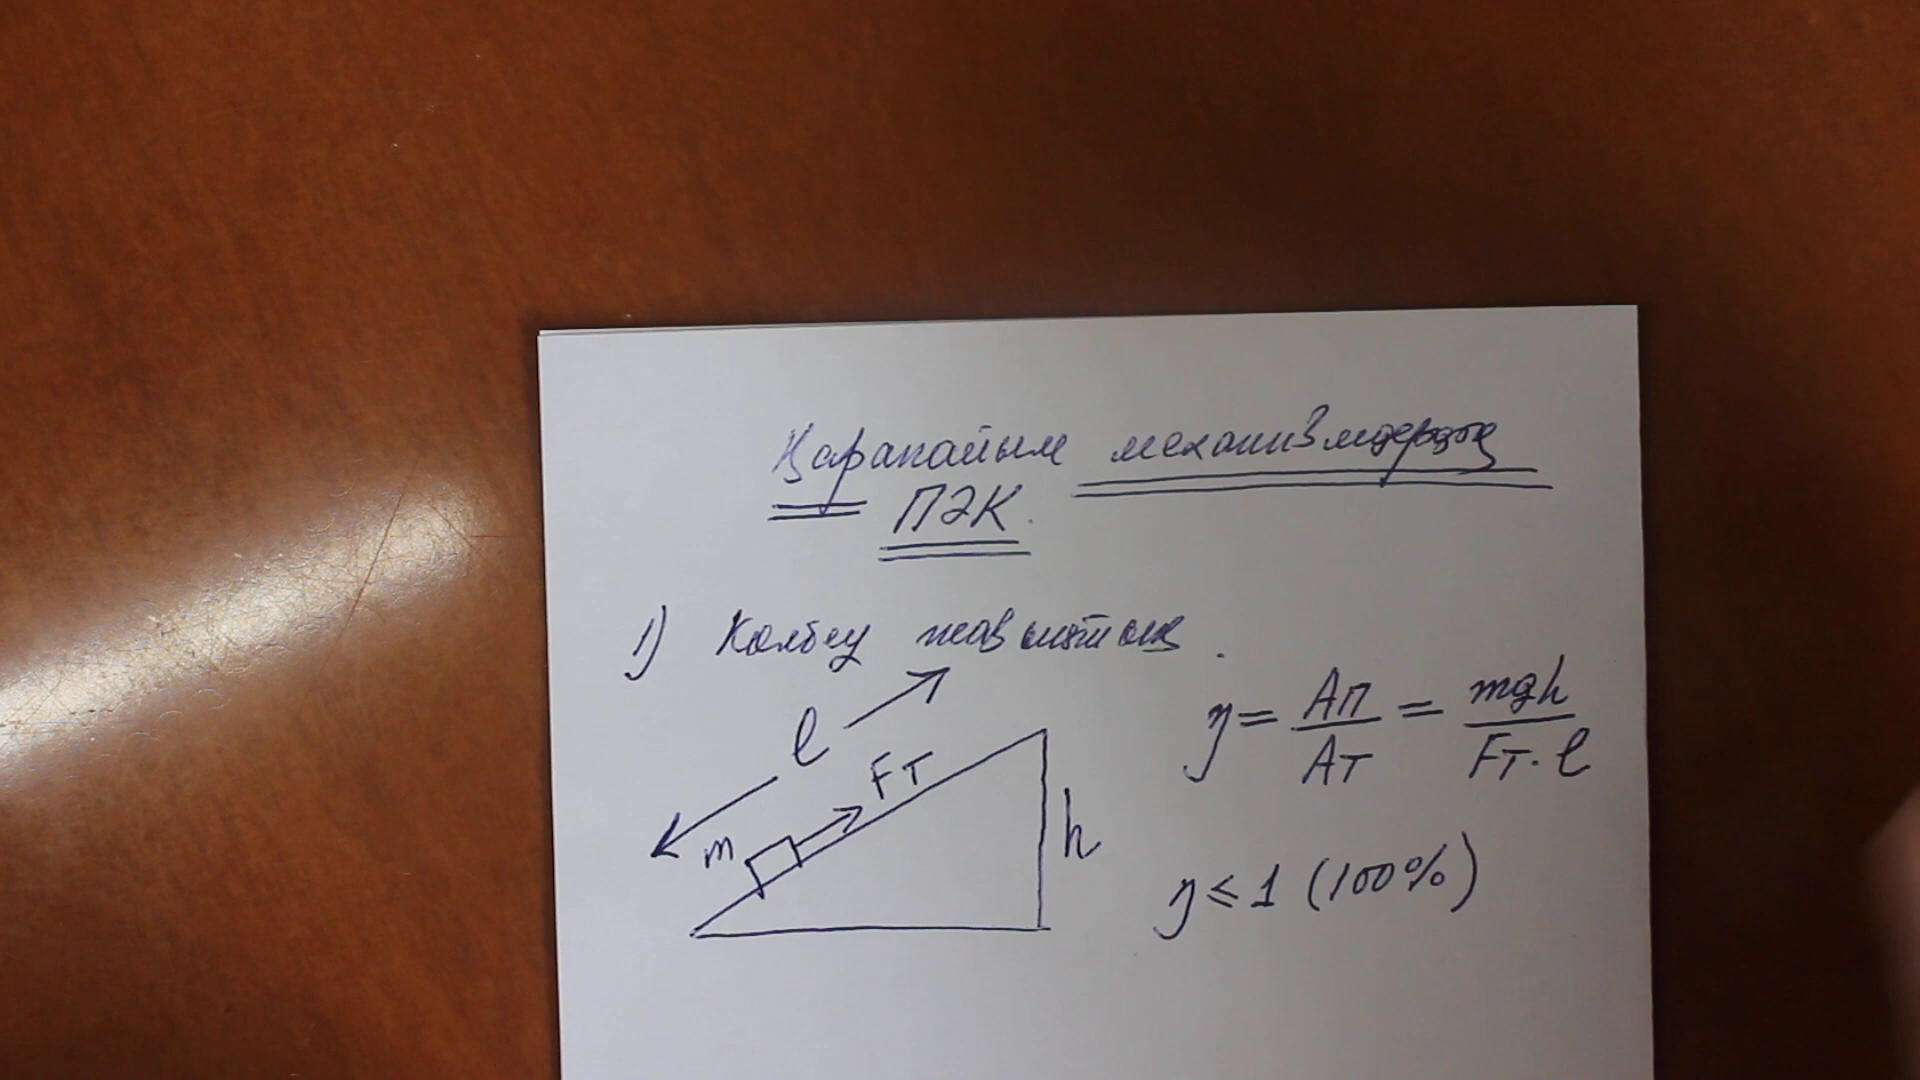 Қарапайым механизмдердің
ПӘК.
1) Көлбеу жазықтық.
l
Fт
m
h
η = Aп / Aт = mgh / Fт · l
η ≤ 1 (100%)